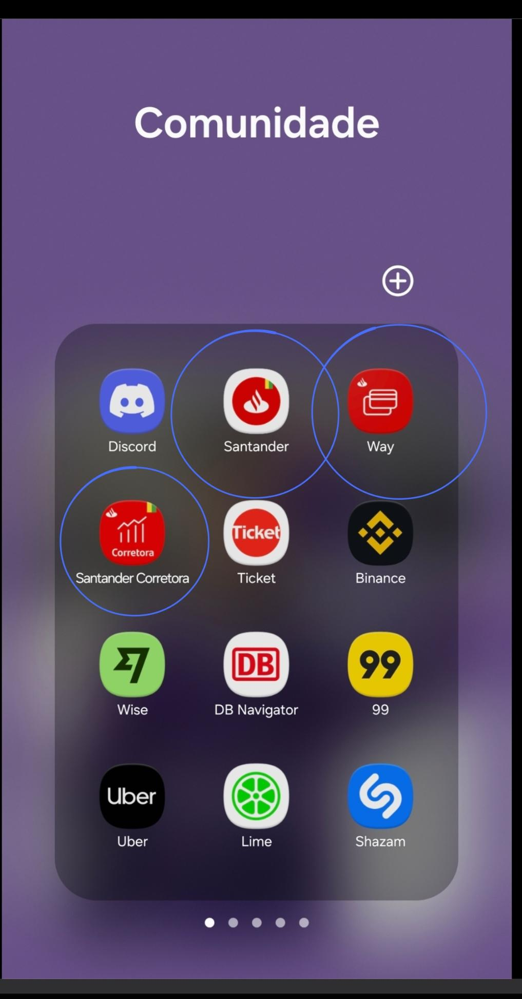 Comunidade
Discord
Santander
Way
Corretora
Santander Corretora
Ticket
Ticket
Binance
Wise
DB
DB Navigator
99
99
Uber
Uber
Lime
Shazam